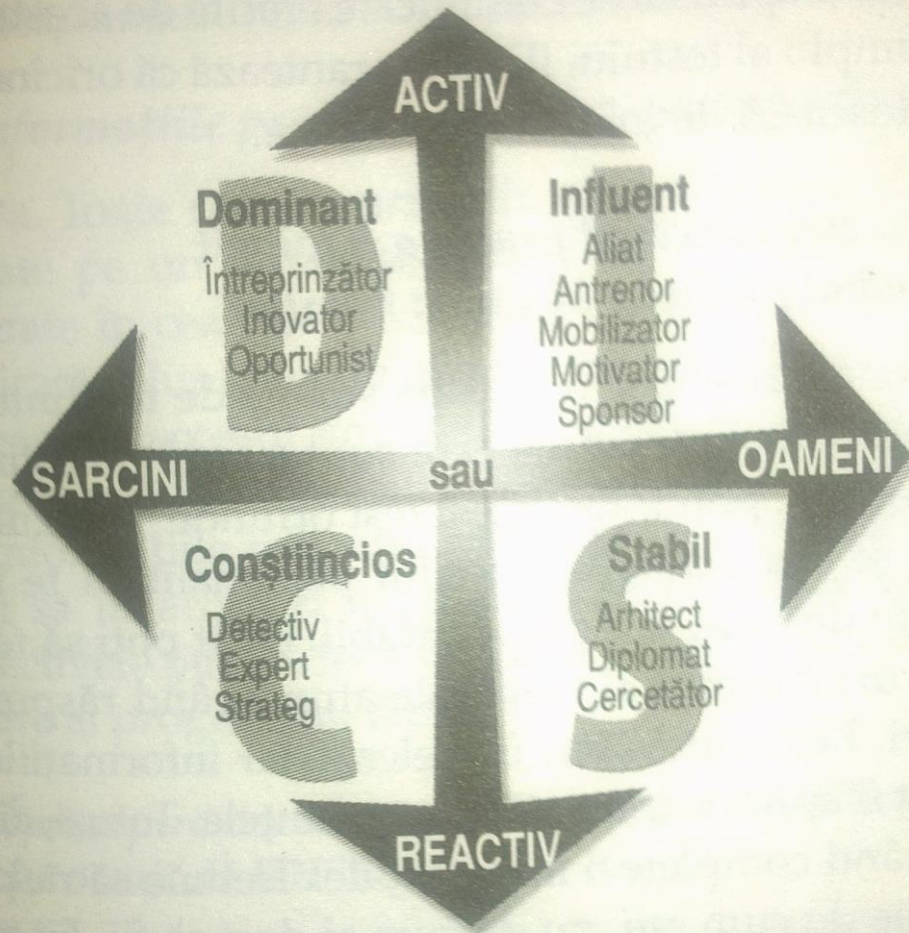 ACTIV
D
Dominant
Întreprinzător
Inovator
Oportunist
I
Influent
Aliat
Antrenor
Mobilizator
Motivator
Sponsor
SARCINI
sau
OAMENI
C
Conștiincios
Detectiv
Expert
Strateg
S
Stabil
Arhitect
Diplomat
Cercetător
REACTIV